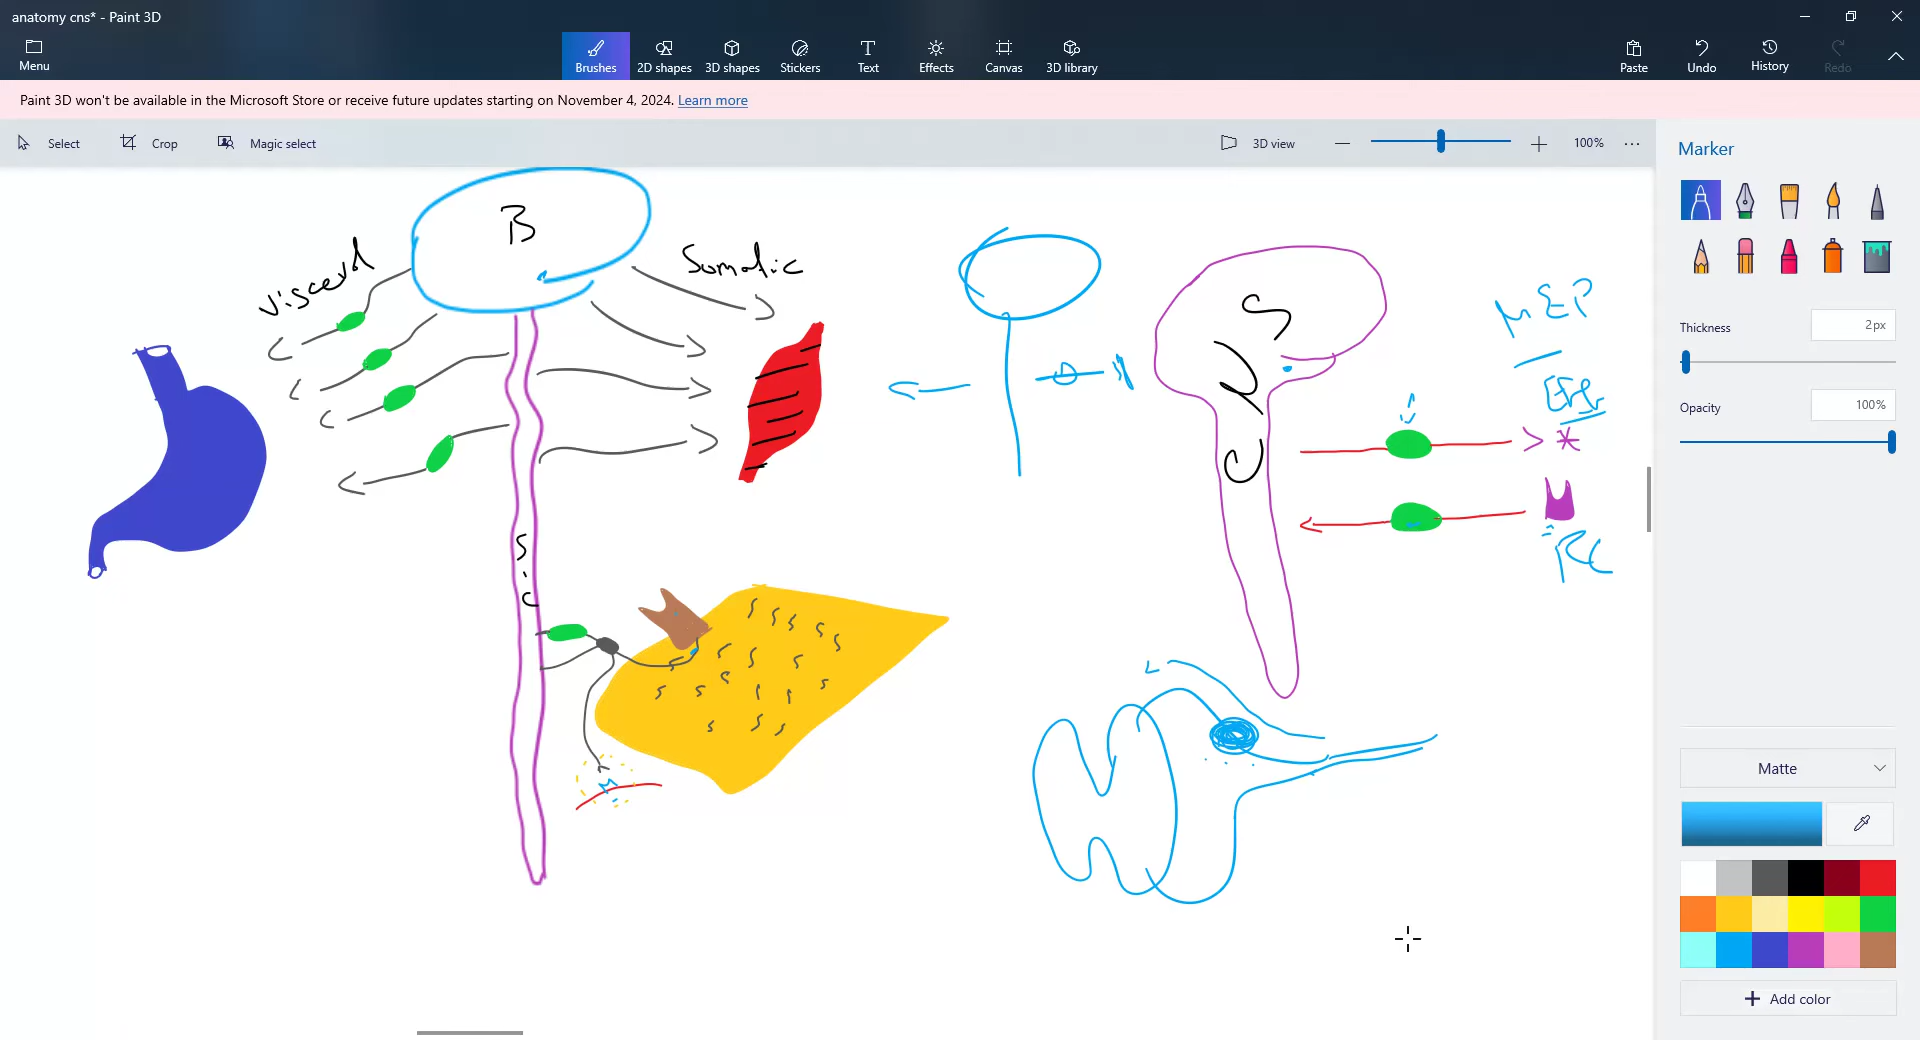 anatomy cns* - Paint 3D
Menu
Brushes
2D shapes
3D shapes
Stickers
Text
Effects
Canvas
3D library
Paste
Undo
History
Redo
Paint 3D won't be available in the Microsoft Store or receive future updates starting on November 4, 2024. Learn more
Select
Crop
Magic select
3D view
100%
Marker
Thickness
2px
Opacity
100%
Matte
Add color
B
Visceral
Somatic
S.C
MEP
RC